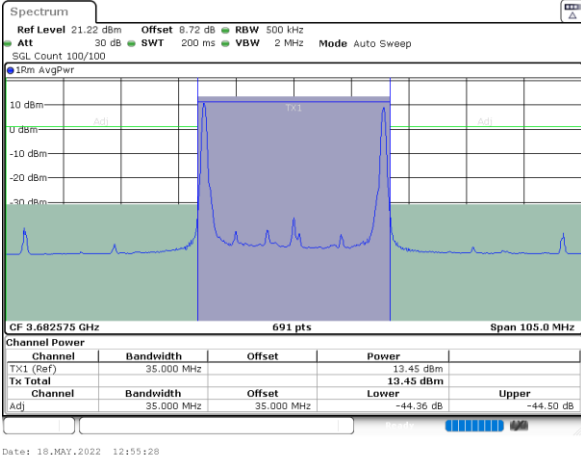 Spectrum
Ref Level 21.22 dBm Offset 8.72 dB RBW 500 kHz
Att 30 dB SWT 200 ms VBW 2 MHz Mode Auto Sweep
SGL Count 100/100
1Rm AvgPwr
10 dBm
TX1
Adj Adj
0 dBm
-10 dBm
-20 dBm
-30 dBm
CF 3.682575 GHz 691 pts Span 105.0 MHz
Channel Power
Channel Bandwidth Offset Power
TX1 (Ref) 35.000 MHz 13.45 dBm
Tx Total 13.45 dBm
Channel Bandwidth Offset Lower Upper
Adj 35.000 MHz 35.000 MHz -44.36 dB -44.50 dB
Ready
Date: 18.MAY.2022 12:55:28